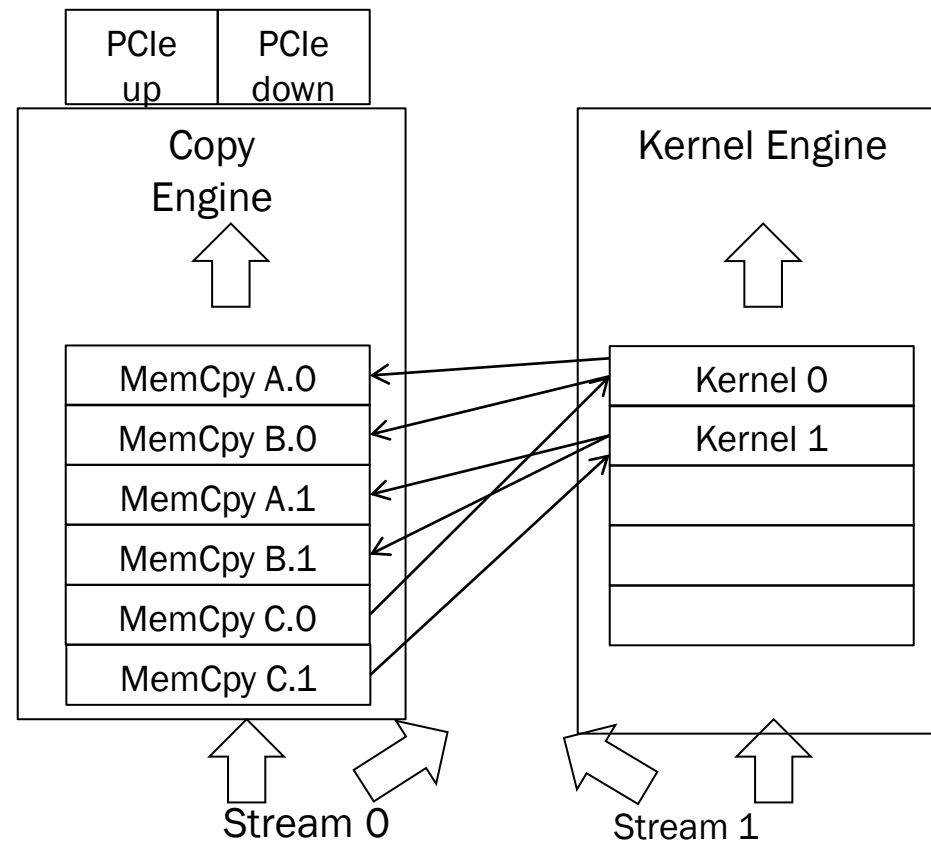 PCIe
up
PCIe
down
Copy
Engine
Kernel Engine
MemCpy A.0
MemCpy B.0
MemCpy A.1
MemCpy B.1
MemCpy C.0
MemCpy C.1
Kernel 0
Kernel 1
Stream 0
Stream 1